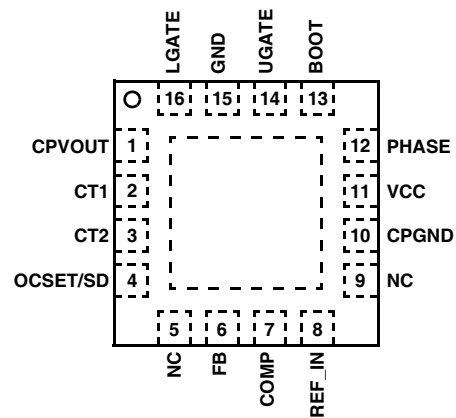 LGATE
GND
UGATE
BOOT
16 15 14 13
CPVOUT 1
12 PHASE
CT1 2
11 VCC
CT2 3
10 CPGND
OCSET/SD 4
9 NC
5 6 7 8
NC
FB
COMP
REF_IN